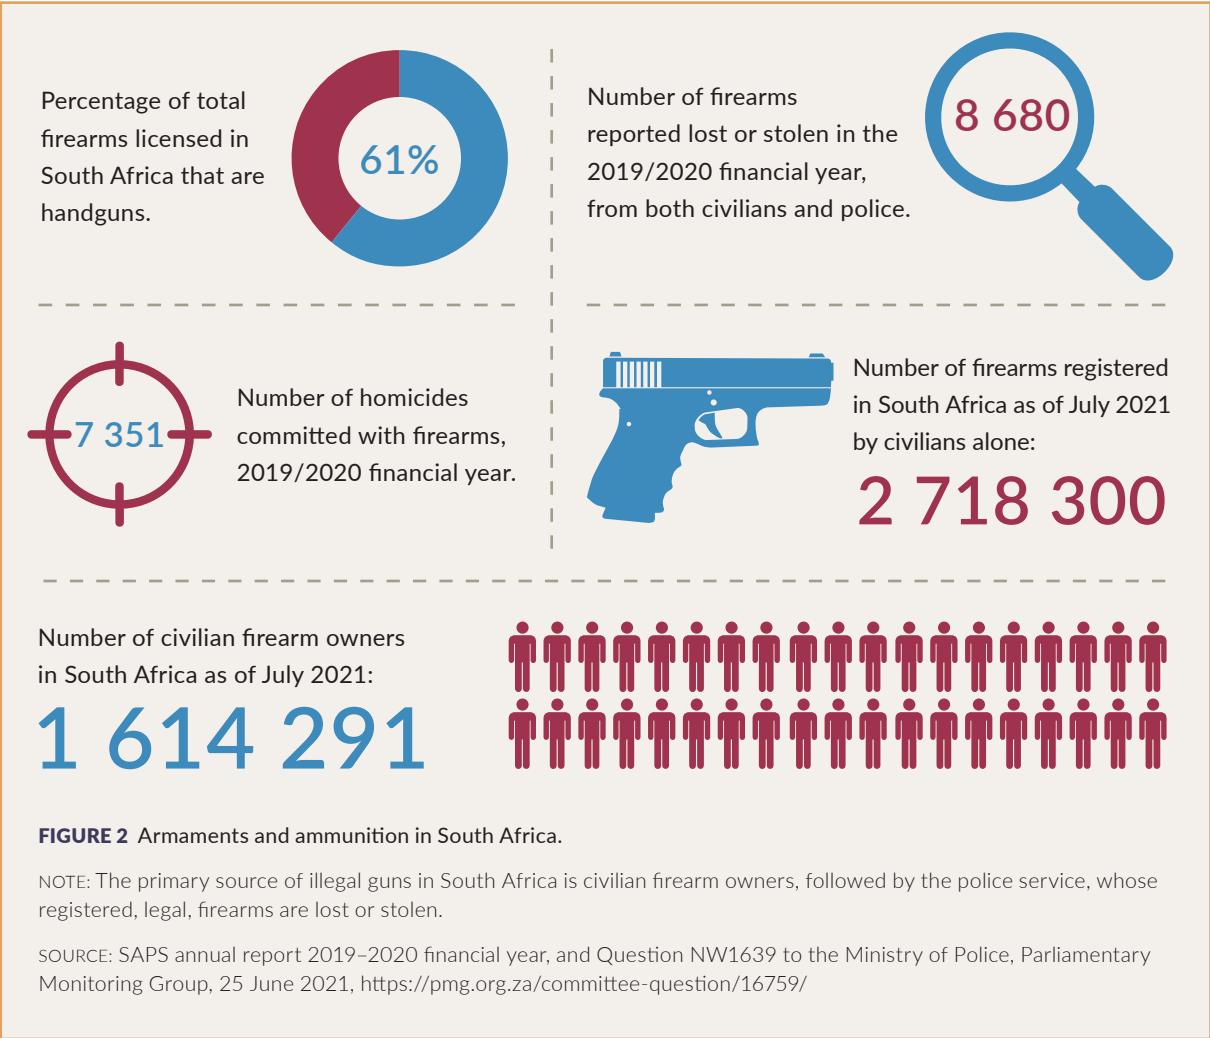 Percentage of total
firearms licensed in
South Africa that are
handguns.
61%
Number of firearms
reported lost or stolen in the
2019/2020 financial year,
from both civilians and police.
8 680
7 351
Number of homicides
committed with firearms,
2019/2020 financial year.
Number of firearms registered
in South Africa as of July 2021
by civilians alone:
2 718 300
Number of civilian firearm owners
in South Africa as of July 2021:
1 614 291
FIGURE 2 Armaments and ammunition in South Africa.
NOTE: The primary source of illegal guns in South Africa is civilian firearm owners, followed by the police service, whose
registered, legal, firearms are lost or stolen.
SOURCE: SAPS annual report 2019–2020 financial year, and Question NW1639 to the Ministry of Police, Parliamentary
Monitoring Group, 25 June 2021, https://pmg.org.za/committee-question/16759/